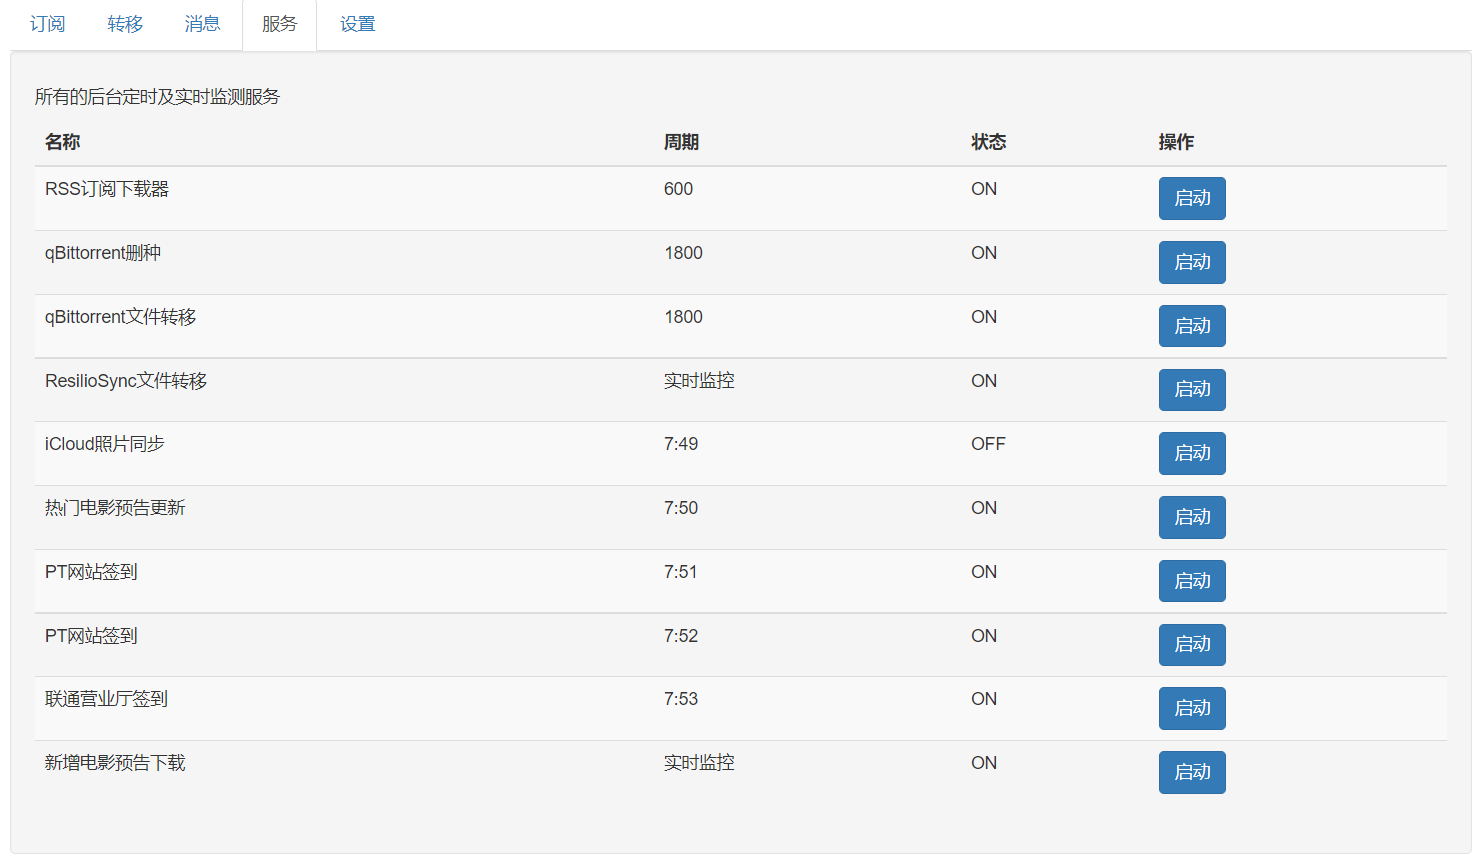 订阅 转移 消息 服务 设置
所有的后台定时及实时监测服务
名称 周期 状态 操作
RSS订阅下载器 600 ON 启动
qBittorrent删种 1800 ON 启动
qBittorrent文件转移 1800 ON 启动
ResilioSync文件转移 实时监控 ON 启动
iCloud照片同步 7:49 OFF 启动
热门电影预告更新 7:50 ON 启动
PT网站签到 7:51 ON 启动
PT网站签到 7:52 ON 启动
联通营业厅签到 7:53 ON 启动
新增电影预告下载 实时监控 ON 启动